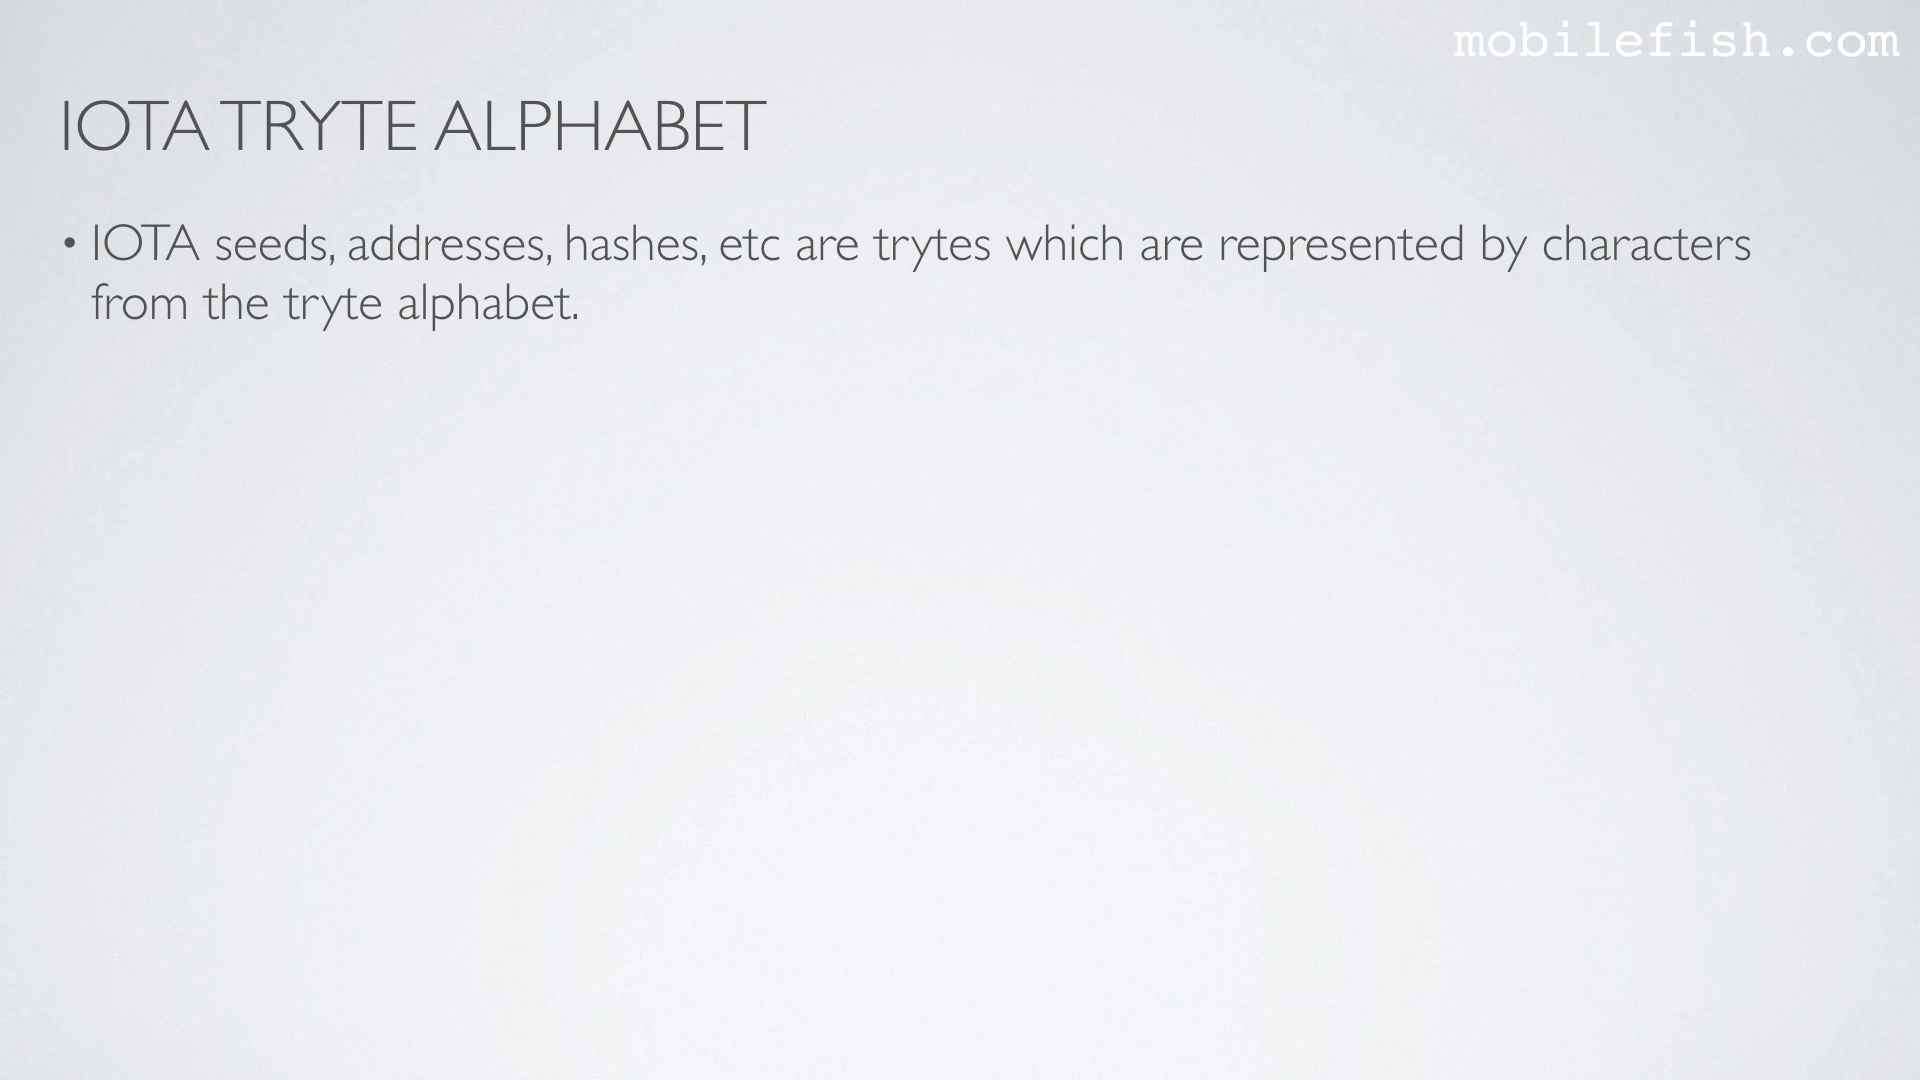 mobilefish.com
IOTA TRYTE ALPHABET
• IOTA seeds, addresses, hashes, etc are trytes which are represented by characters
from the tryte alphabet.